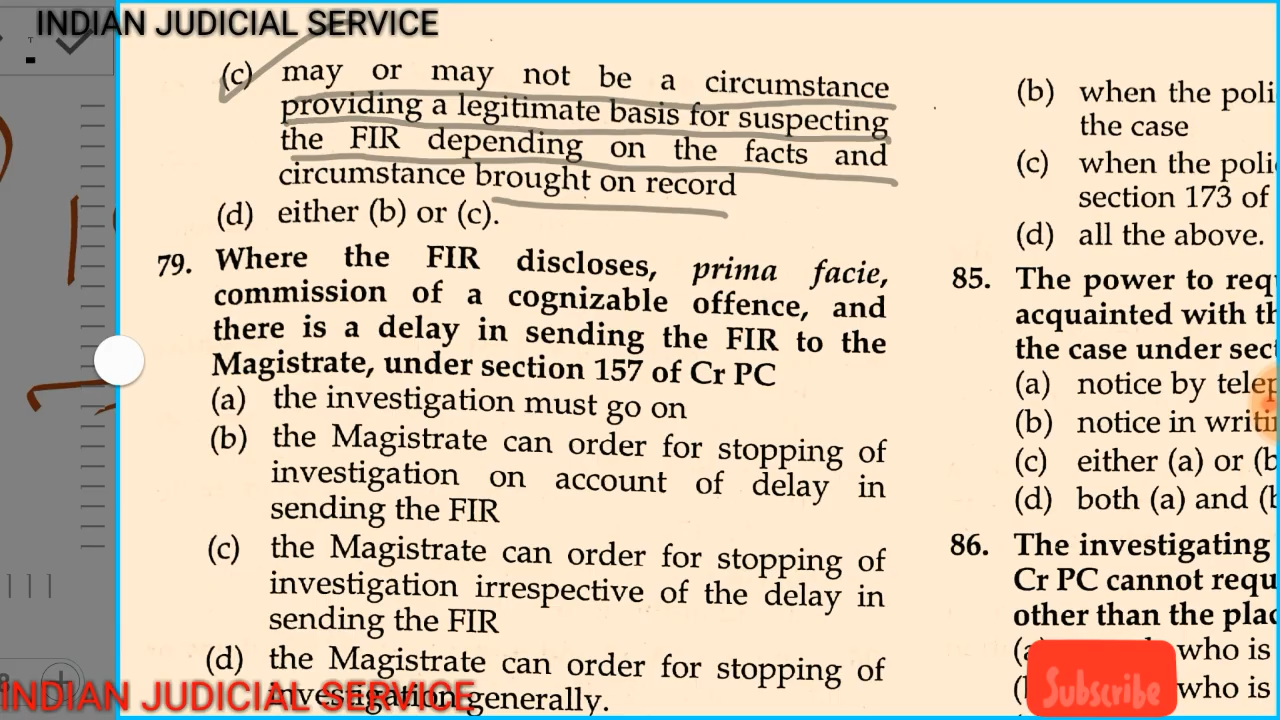 INDIAN JUDICIAL SERVICE
(c) may or may not be a circumstance
providing a legitimate basis for suspecting
the FIR depending on the facts and
circumstance brought on record
(d) either (b) or (c).
79. Where the FIR discloses, prima facie,
commission of a cognizable offence, and
there is a delay in sending the FIR to the
Magistrate, under section 157 of Cr PC
(a) the investigation must go on
(b) the Magistrate can order for stopping of
investigation on account of delay in
sending the FIR
(c) the Magistrate can order for stopping of
investigation irrespective of the delay in
sending the FIR
(d) the Magistrate can order for stopping of
investigation generally.
(b) when the poli
the case
(c) when the poli
section 173 of
(d) all the above.
85. The power to req
acquainted with th
the case under sect
(a) notice by telep
(b) notice in writi
(c) either (a) or (b
(d) both (a) and (b
86. The investigating
Cr PC cannot requ
other than the plac
who is
who is
Subscribe
INDIAN JUDICIAL SERVICE